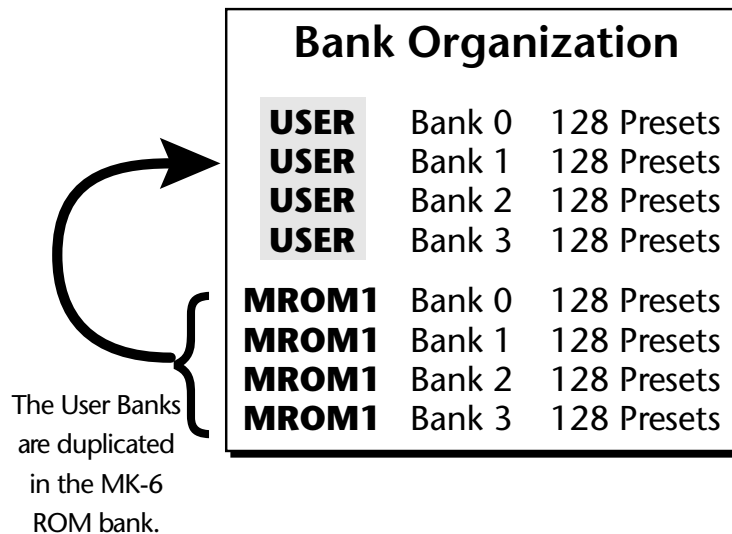 Bank Organization
USER Bank 0 128 Presets
USER Bank 1 128 Presets
USER Bank 2 128 Presets
USER Bank 3 128 Presets
MROM1 Bank 0 128 Presets
MROM1 Bank 1 128 Presets
MROM1 Bank 2 128 Presets
MROM1 Bank 3 128 Presets
The User Banks
are duplicated
in the MK-6
ROM bank.